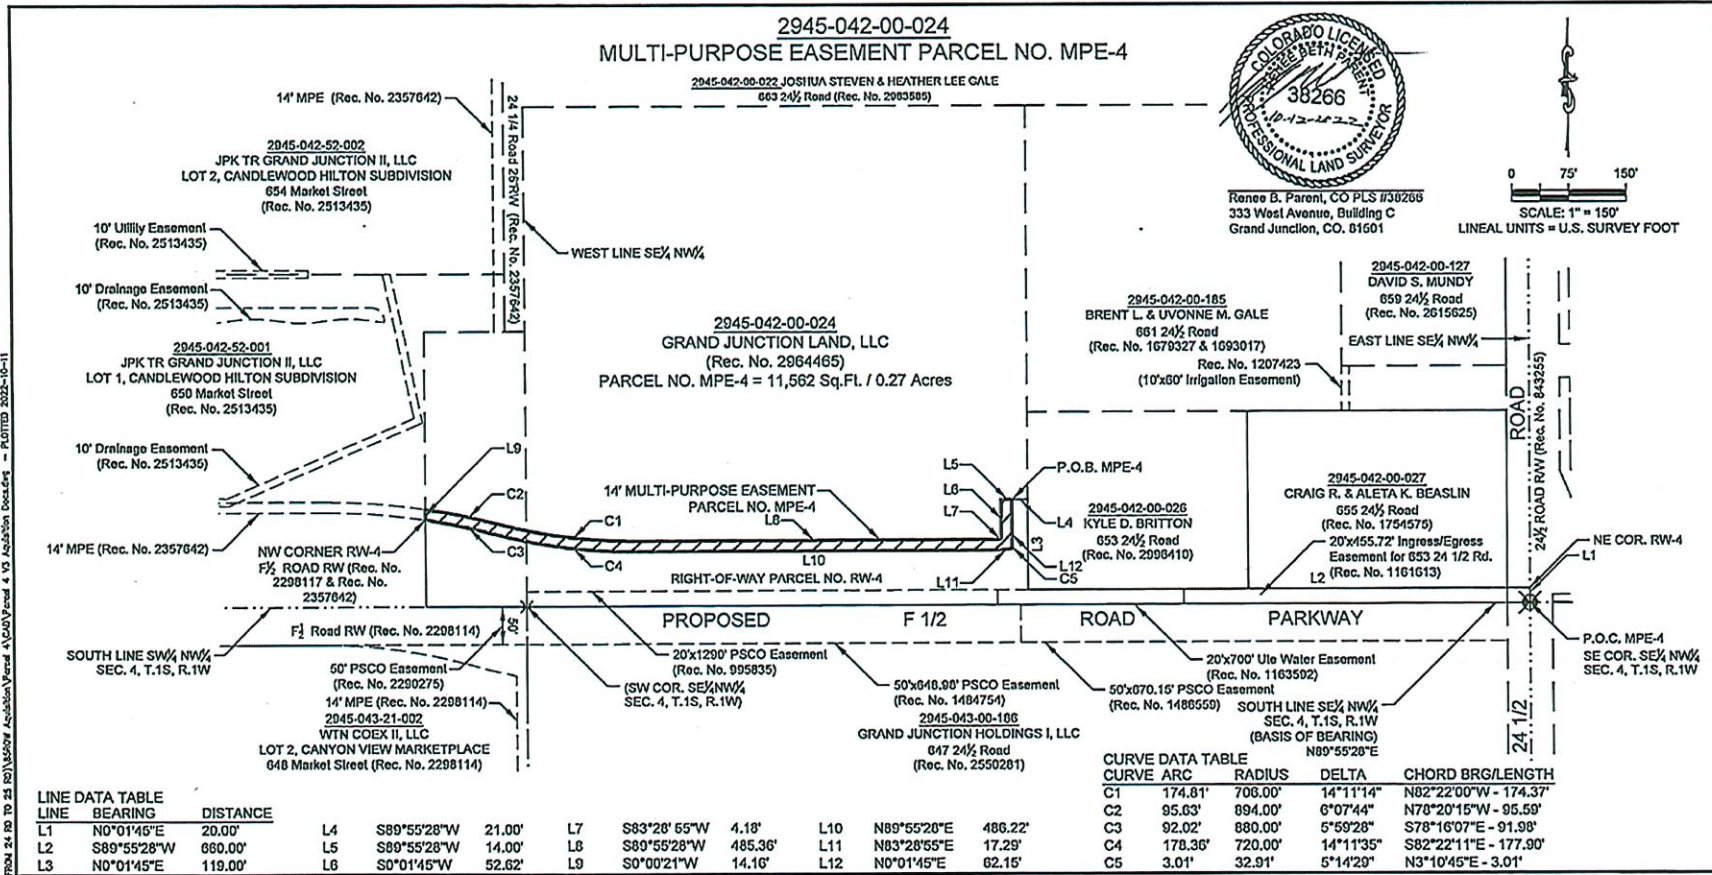 2945-042-00-024
MULTI-PURPOSE EASEMENT PARCEL NO. MPE-4
2945-042-00-022 JOSHUA STEVEN & HEATHER LEE GALE
663 24½ Road (Rec. No. 2983585)
COLORADO LICENSED
RENEE BETH PARENT
38266
10-12-2022
PROFESSIONAL LAND SURVEYOR
Renee B. Parent, CO PLS #38266
333 West Avenue, Building C
Grand Junction, CO. 81501
0 75' 150'
SCALE: 1" = 150'
LINEAL UNITS = U.S. SURVEY FOOT
14' MPE (Rec. No. 2357642)
24 1/4 Road 25'RW (Rec. No. 2357642)
2945-042-52-002
JPK TR GRAND JUNCTION II, LLC
LOT 2, CANDLEWOOD HILTON SUBDIVISION
654 Market Street
(Rec. No. 2513435)
10' Utility Easement
(Rec. No. 2513435)
WEST LINE SE¼ NW¼
10' Drainage Easement
(Rec. No. 2513435)
2945-042-52-001
JPK TR GRAND JUNCTION II, LLC
LOT 1, CANDLEWOOD HILTON SUBDIVISION
650 Market Street
(Rec. No. 2513435)
2945-042-00-024
GRAND JUNCTION LAND, LLC
(Rec. No. 2964465)
PARCEL NO. MPE-4 = 11,562 Sq.Ft. / 0.27 Acres
2945-042-00-185
BRENT L. & UVONNE M. GALE
661 24½ Road
(Rec. No. 1679327 & 1693017)
Rec. No. 1207423
(10'x60' Irrigation Easement)
2945-042-00-127
DAVID S. MUNDY
659 24½ Road
(Rec. No. 2615625)
EAST LINE SE¼ NW¼
ROAD
24½ ROAD R/W (Rec. No. 843255)
10' Drainage Easement
(Rec. No. 2513435)
L9
C2
C1
14' MULTI-PURPOSE EASEMENT
PARCEL NO. MPE-4
L8
L5
L6
L7
P.O.B. MPE-4
L4
L3
L12
C5
L11
2945-042-00-026
KYLE D. BRITTON
653 24½ Road
(Rec. No. 2996410)
2945-042-00-027
CRAIG R. & ALETA K. BEASLIN
655 24½ Road
(Rec. No. 1754575)
20'x455.72' Ingress/Egress
Easement for 653 24 1/2 Rd.
(Rec. No. 1161613)
L2
NE COR. RW-4
L1
14' MPE (Rec. No. 2357642)
NW CORNER RW-4
F½ ROAD RW (Rec. No.
2298117 & Rec. No.
2357642)
C3
C4
L10
RIGHT-OF-WAY PARCEL NO. RW-4
PROPOSED F 1/2 ROAD PARKWAY
F½ Road RW (Rec. No. 2298114)
50'
SOUTH LINE SW¼ NW¼
SEC. 4, T.1S, R.1W
50' PSCO Easement
(Rec. No. 2290275)
14' MPE (Rec. No. 2298114)
2945-043-21-002
WTN COEX II, LLC
LOT 2, CANYON VIEW MARKETPLACE
648 Market Street (Rec. No. 2298114)
(SW COR. SE¼NW¼
SEC. 4, T.1S, R.1W)
20'x1290' PSCO Easement
(Rec. No. 995835)
50'x648.98' PSCO Easement
(Rec. No. 1484754)
2945-043-00-186
GRAND JUNCTION HOLDINGS I, LLC
647 24½ Road
(Rec. No. 2550281)
50'x670.15' PSCO Easement
(Rec. No. 1486559)
20'x700' Ute Water Easement
(Rec. No. 1163592)
SOUTH LINE SE¼ NW¼
SEC. 4, T.1S, R.1W
(BASIS OF BEARING)
N89°55'28"E
P.O.C. MPE-4
SE COR. SE¼ NW¼
SEC. 4, T.1S, R.1W
24 1/2
LINE DATA TABLE
LINE BEARING DISTANCE
L1 N0°01'45"E 20.00' L4 S89°55'28"W 21.00' L7 S83°28'55"W 4.18' L10 N89°55'28"E 486.22'
L2 S89°55'28"W 660.00' L5 S89°55'28"W 14.00' L8 S89°55'28"W 485.36' L11 N83°28'55"E 17.29'
L3 N0°01'45"E 119.00' L6 S0°01'45"W 52.62' L9 S0°00'21"W 14.16' L12 N0°01'45"E 62.15'
CURVE DATA TABLE
CURVE ARC RADIUS DELTA CHORD BRG/LENGTH
C1 174.81' 706.00' 14°11'14" N82°22'00"W - 174.37'
C2 95.63' 894.00' 6°07'44" N78°20'15"W - 95.59'
C3 92.02' 880.00' 5°59'28" S78°16'07"E - 91.98'
C4 178.36' 720.00' 14°11'35" S82°22'11"E - 177.90'
C5 3.01' 32.91' 5°14'29" N3°10'45"E - 3.01'